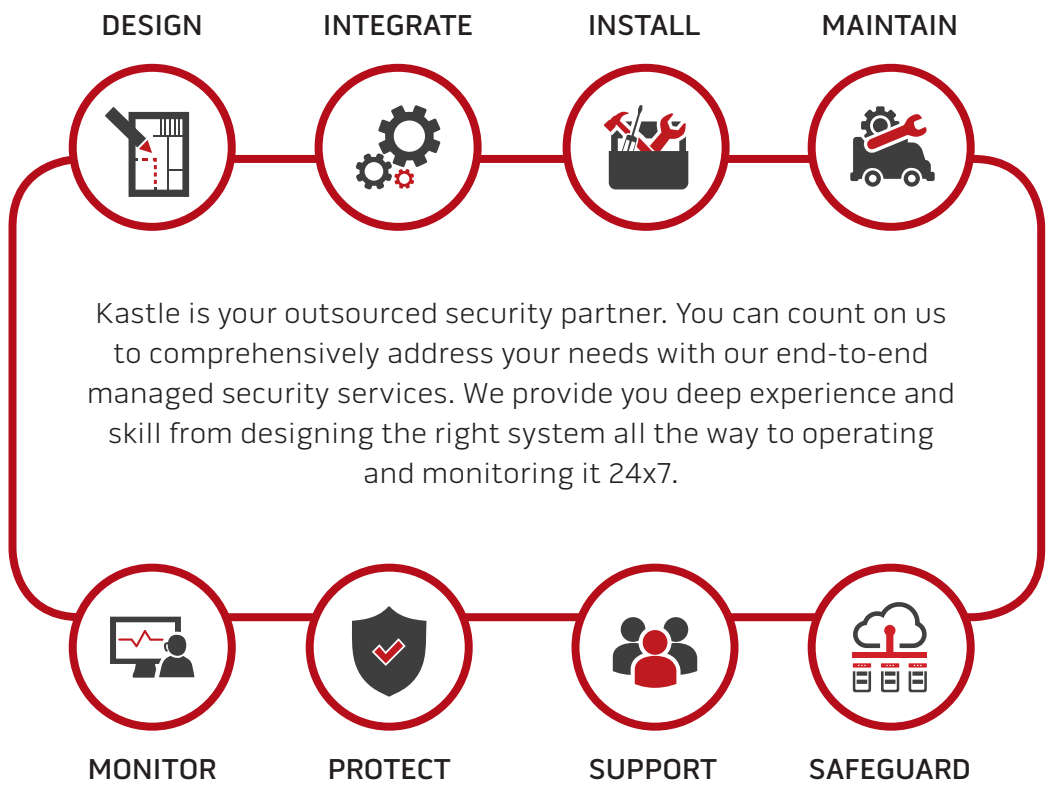 DESIGN
INTEGRATE
INSTALL
MAINTAIN
Kastle is your outsourced security partner. You can count on us
to comprehensively address your needs with our end-to-end
managed security services. We provide you deep experience and
skill from designing the right system all the way to operating
and monitoring it 24x7.
MONITOR
PROTECT
SUPPORT
SAFEGUARD